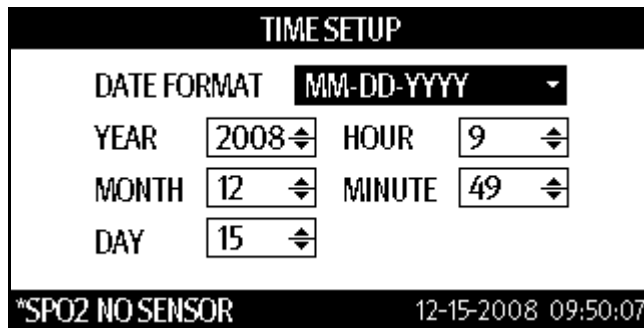 TIME SETUP
DATE FORMAT MM-DD-YYYY
YEAR 2008 HOUR 9
MONTH 12 MINUTE 49
DAY 15
*SPO2 NO SENSOR 12-15-2008 09:50:07